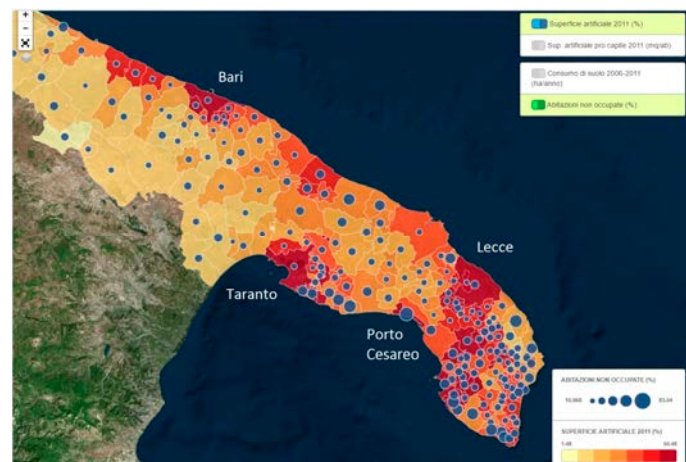 +
−
Superficie artificiale 2011 (%)
Sup. artificiale pro capite 2011 (mq/ab)
Consumo di suolo 2006-2011
(ha/anno)
Abitazioni non occupate (%)
Bari
Lecce
Taranto
Porto
Cesareo
ABITAZIONI NON OCCUPATE (%)
SUPERFICIE ARTIFICIALE 2011 (%)